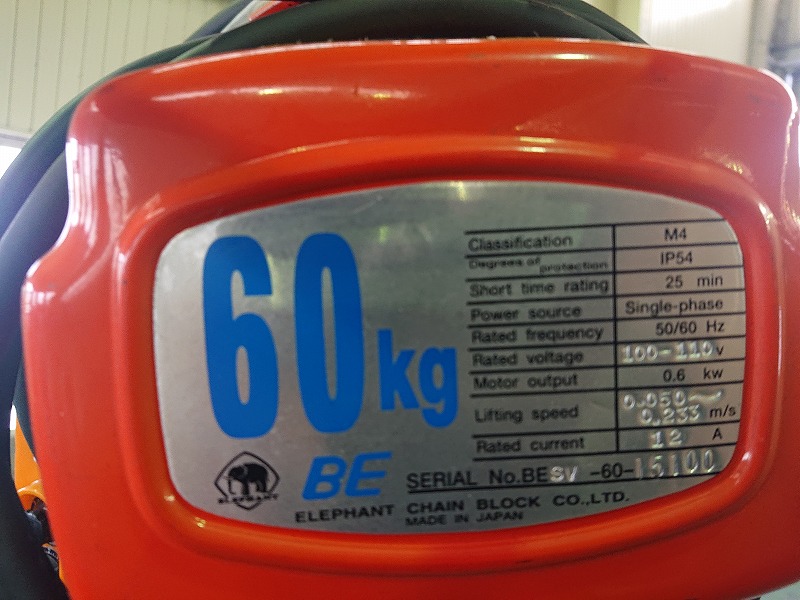 60kg
Classification M4
Degrees of protection IP54
Short time rating 25 min
Power source Single-phase
Rated frequency 50/60 Hz
Rated voltage 100-110 v
Motor output 0.6 kw
Lifting speed 0.050~ 0.233 m/s
Rated current 12 A
ELEPHANT
BE
SERIAL No.BESV -60-15100
ELEPHANT CHAIN BLOCK CO.,LTD.
MADE IN JAPAN